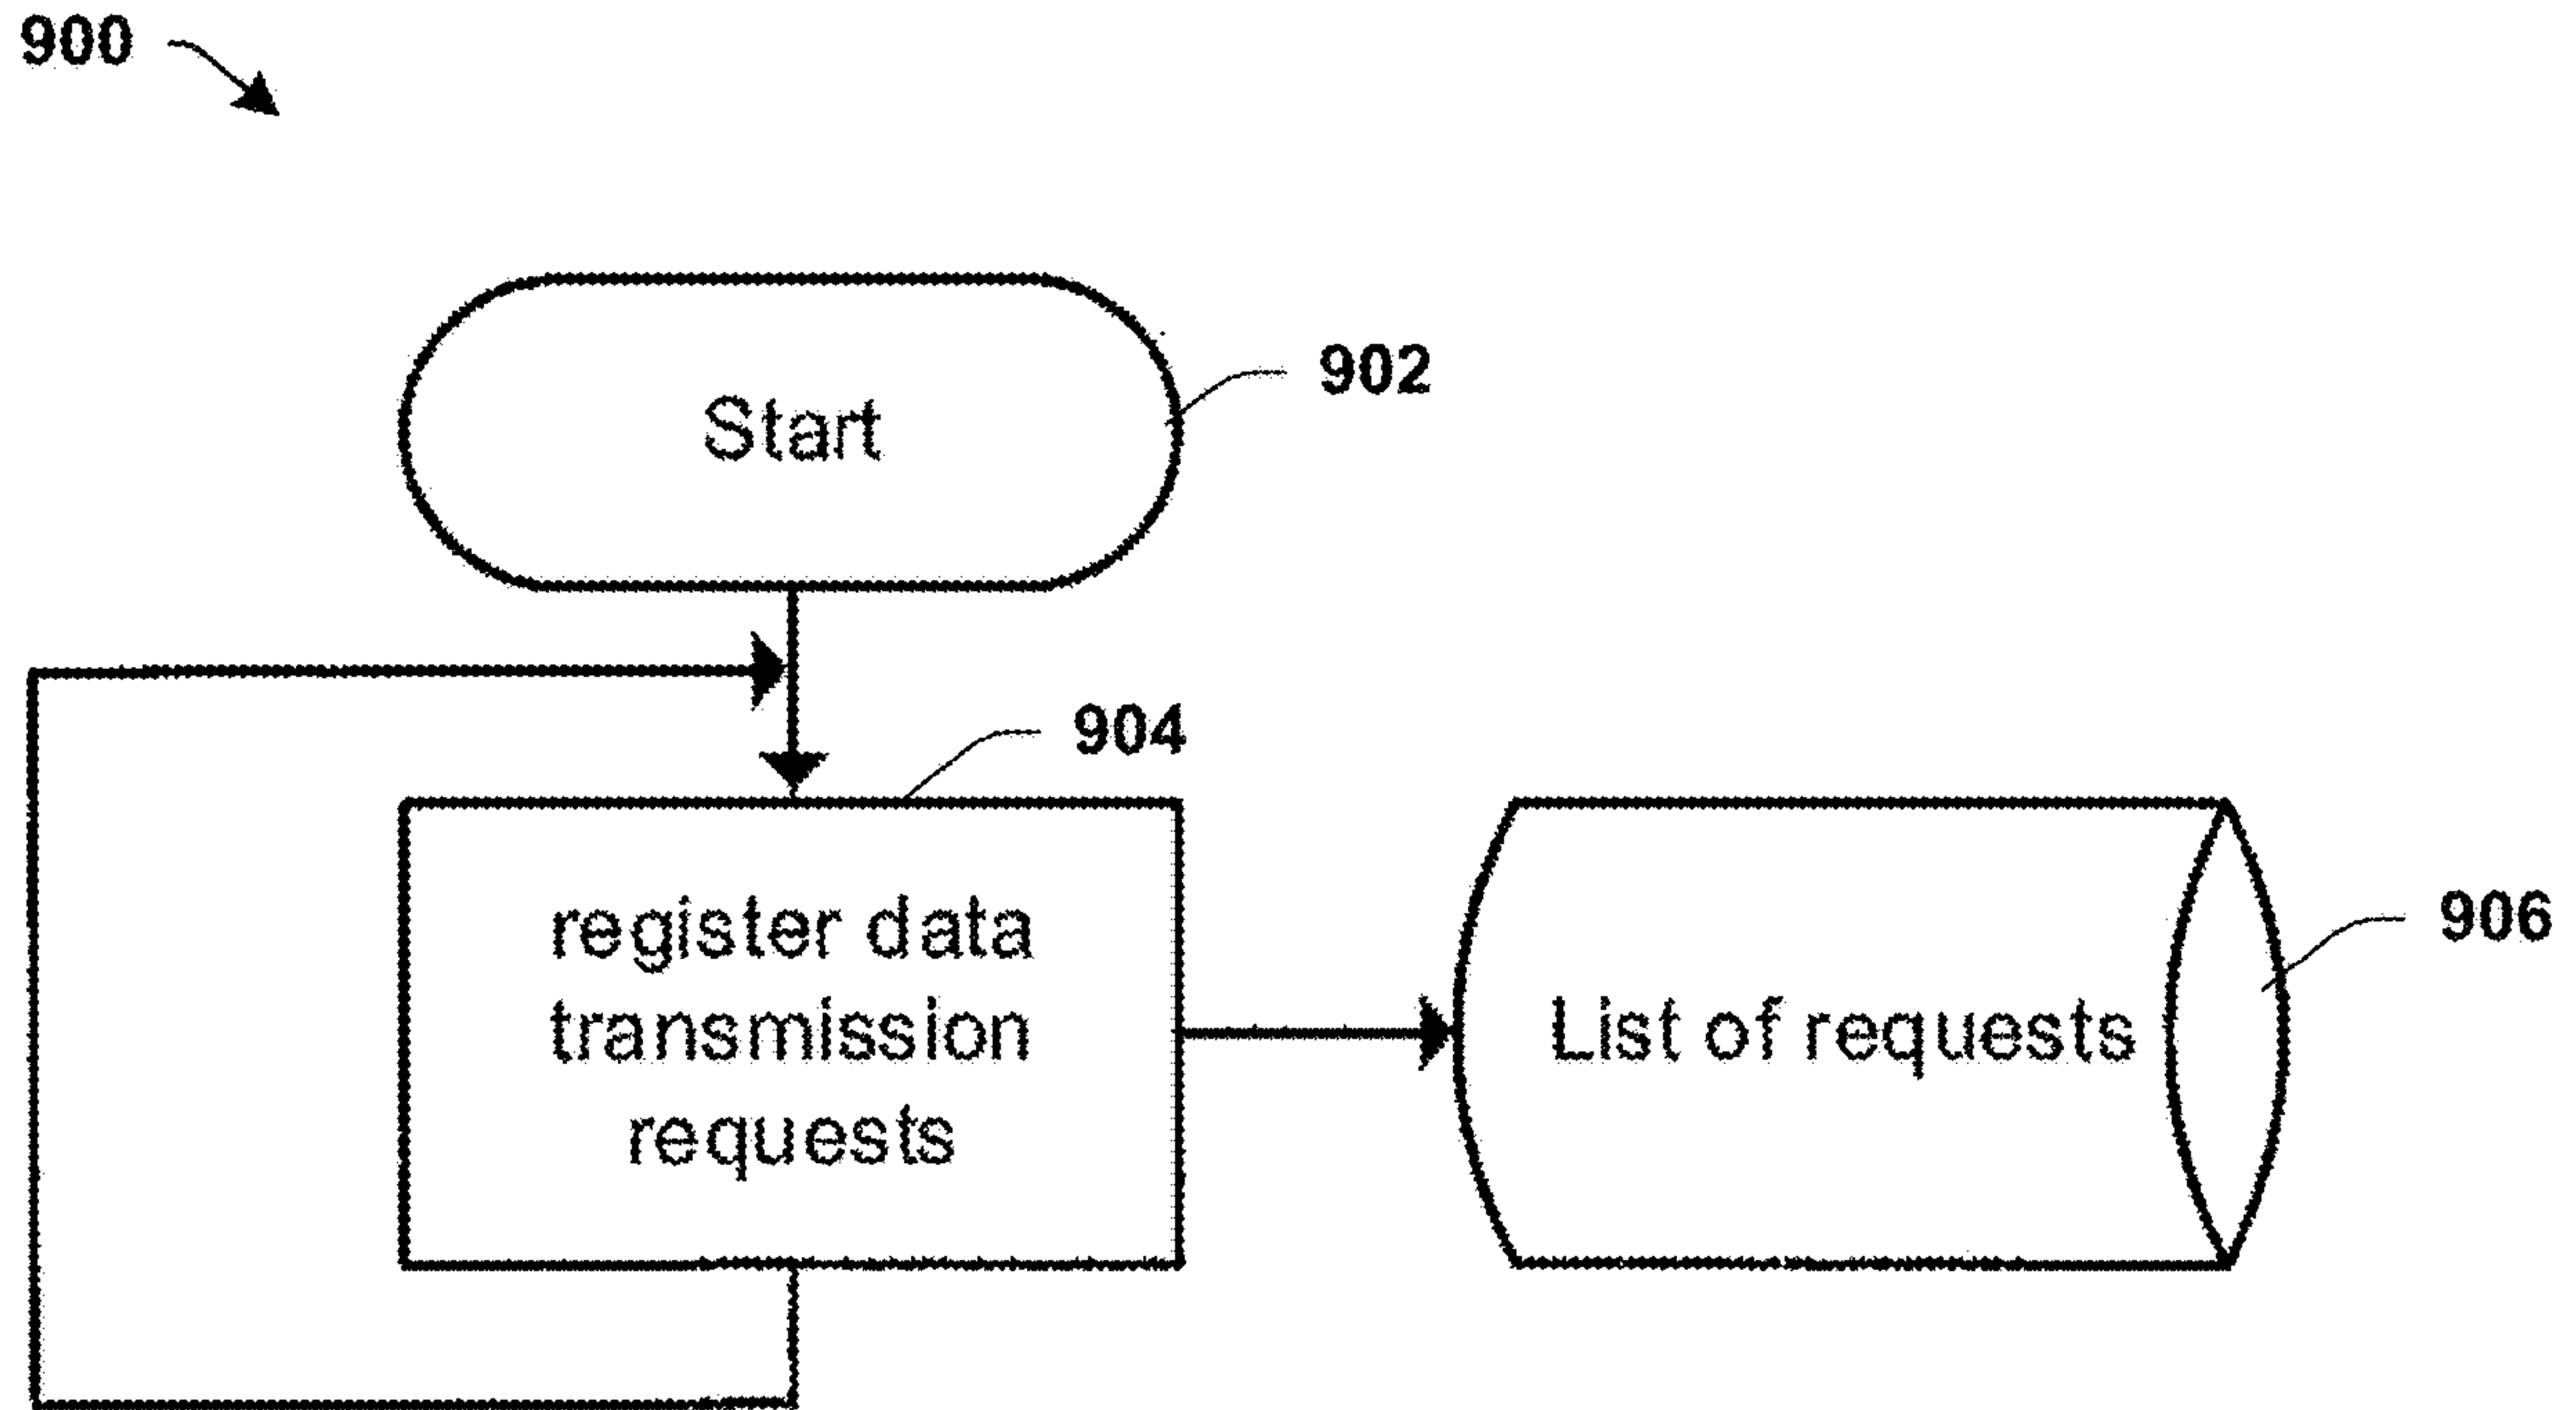 900
Start
902
904
register data
transmission
requests
List of requests
906